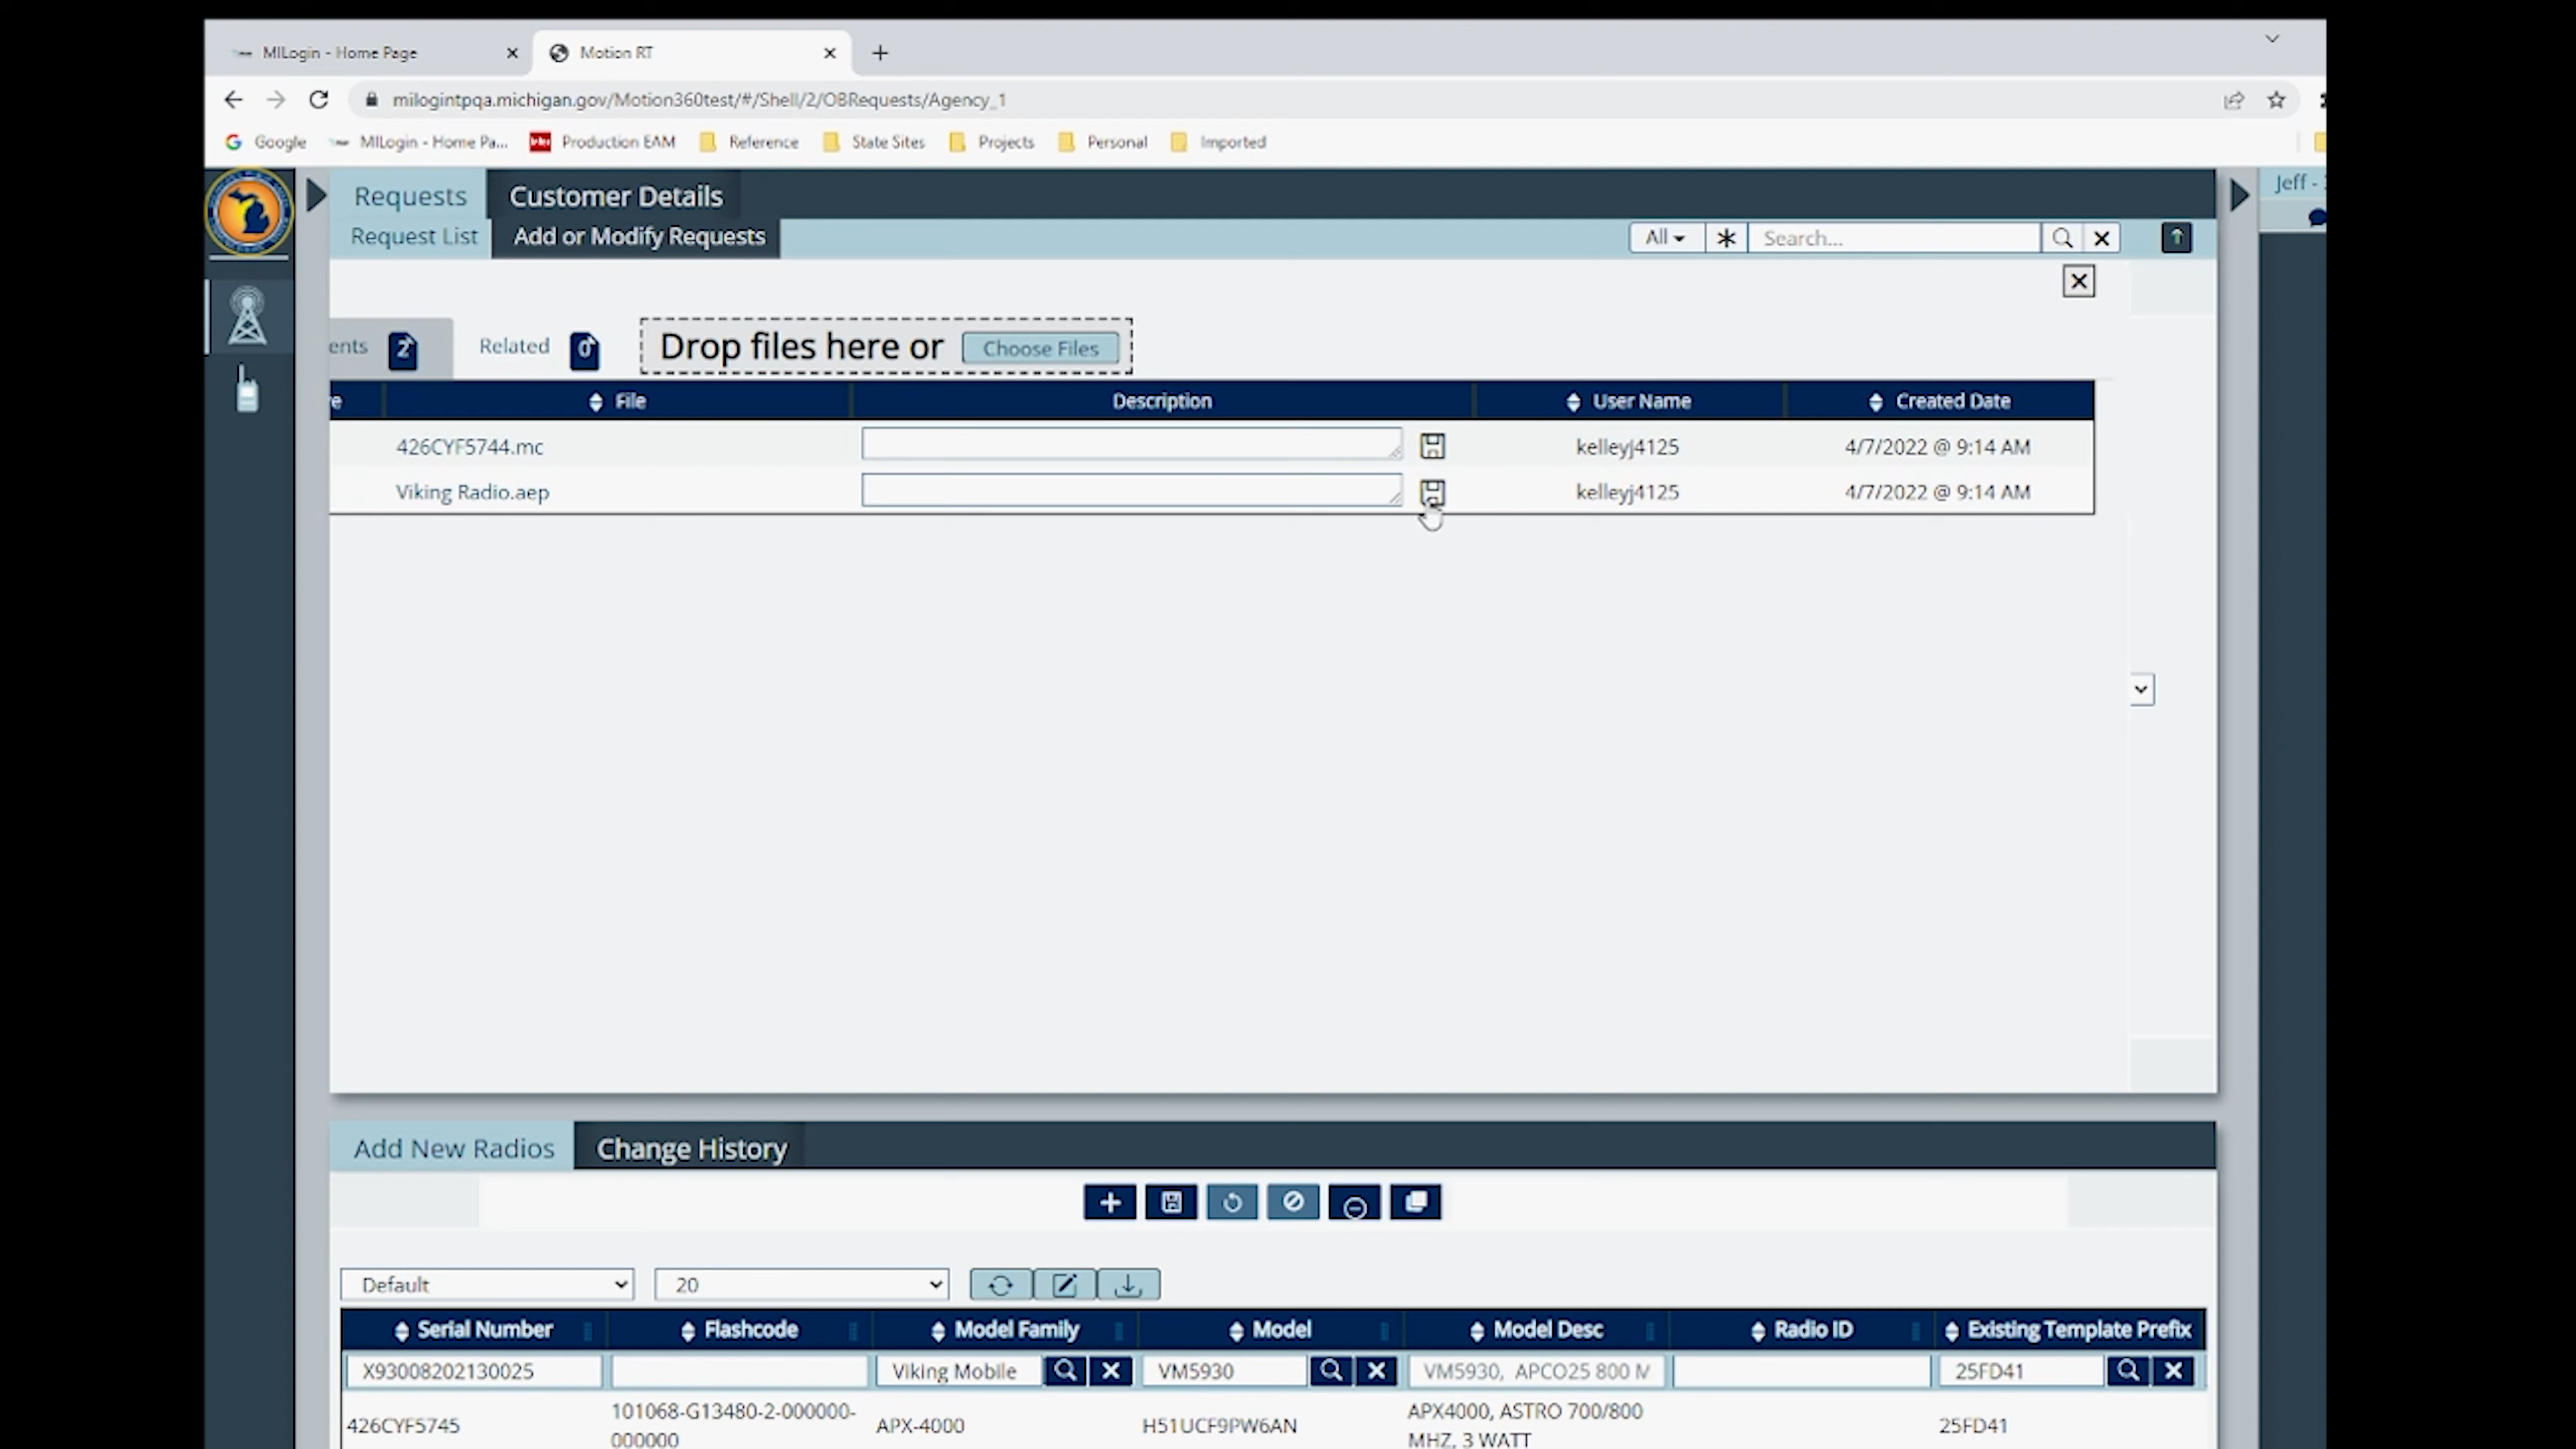 MILogin - Home Page
Motion RT
milogintpqa.michigan.gov/Motion360test/#/Shell/2/OBRequests/Agency_1
Google MILogin - Home Pa... Production EAM Reference State Sites Projects Personal Imported
Requests Customer Details
Jeff -
Request List Add or Modify Requests All Search...
ents 2 Related 0 Drop files here or Choose Files
File Description User Name Created Date
426CYF5744.mc kelleyj4125 4/7/2022 @ 9:14 AM
Viking Radio.aep kelleyj4125 4/7/2022 @ 9:14 AM
Add New Radios Change History
Default 20
Serial Number Flashcode Model Family Model Model Desc Radio ID Existing Template Prefix
X93008202130025 Viking Mobile VM5930 VM5930, APCO25 800 M 25FD41
426CYF5745 101068-G13480-2-000000-000000 APX-4000 H51UCF9PW6AN APX4000, ASTRO 700/800 MHZ, 3 WATT 25FD41